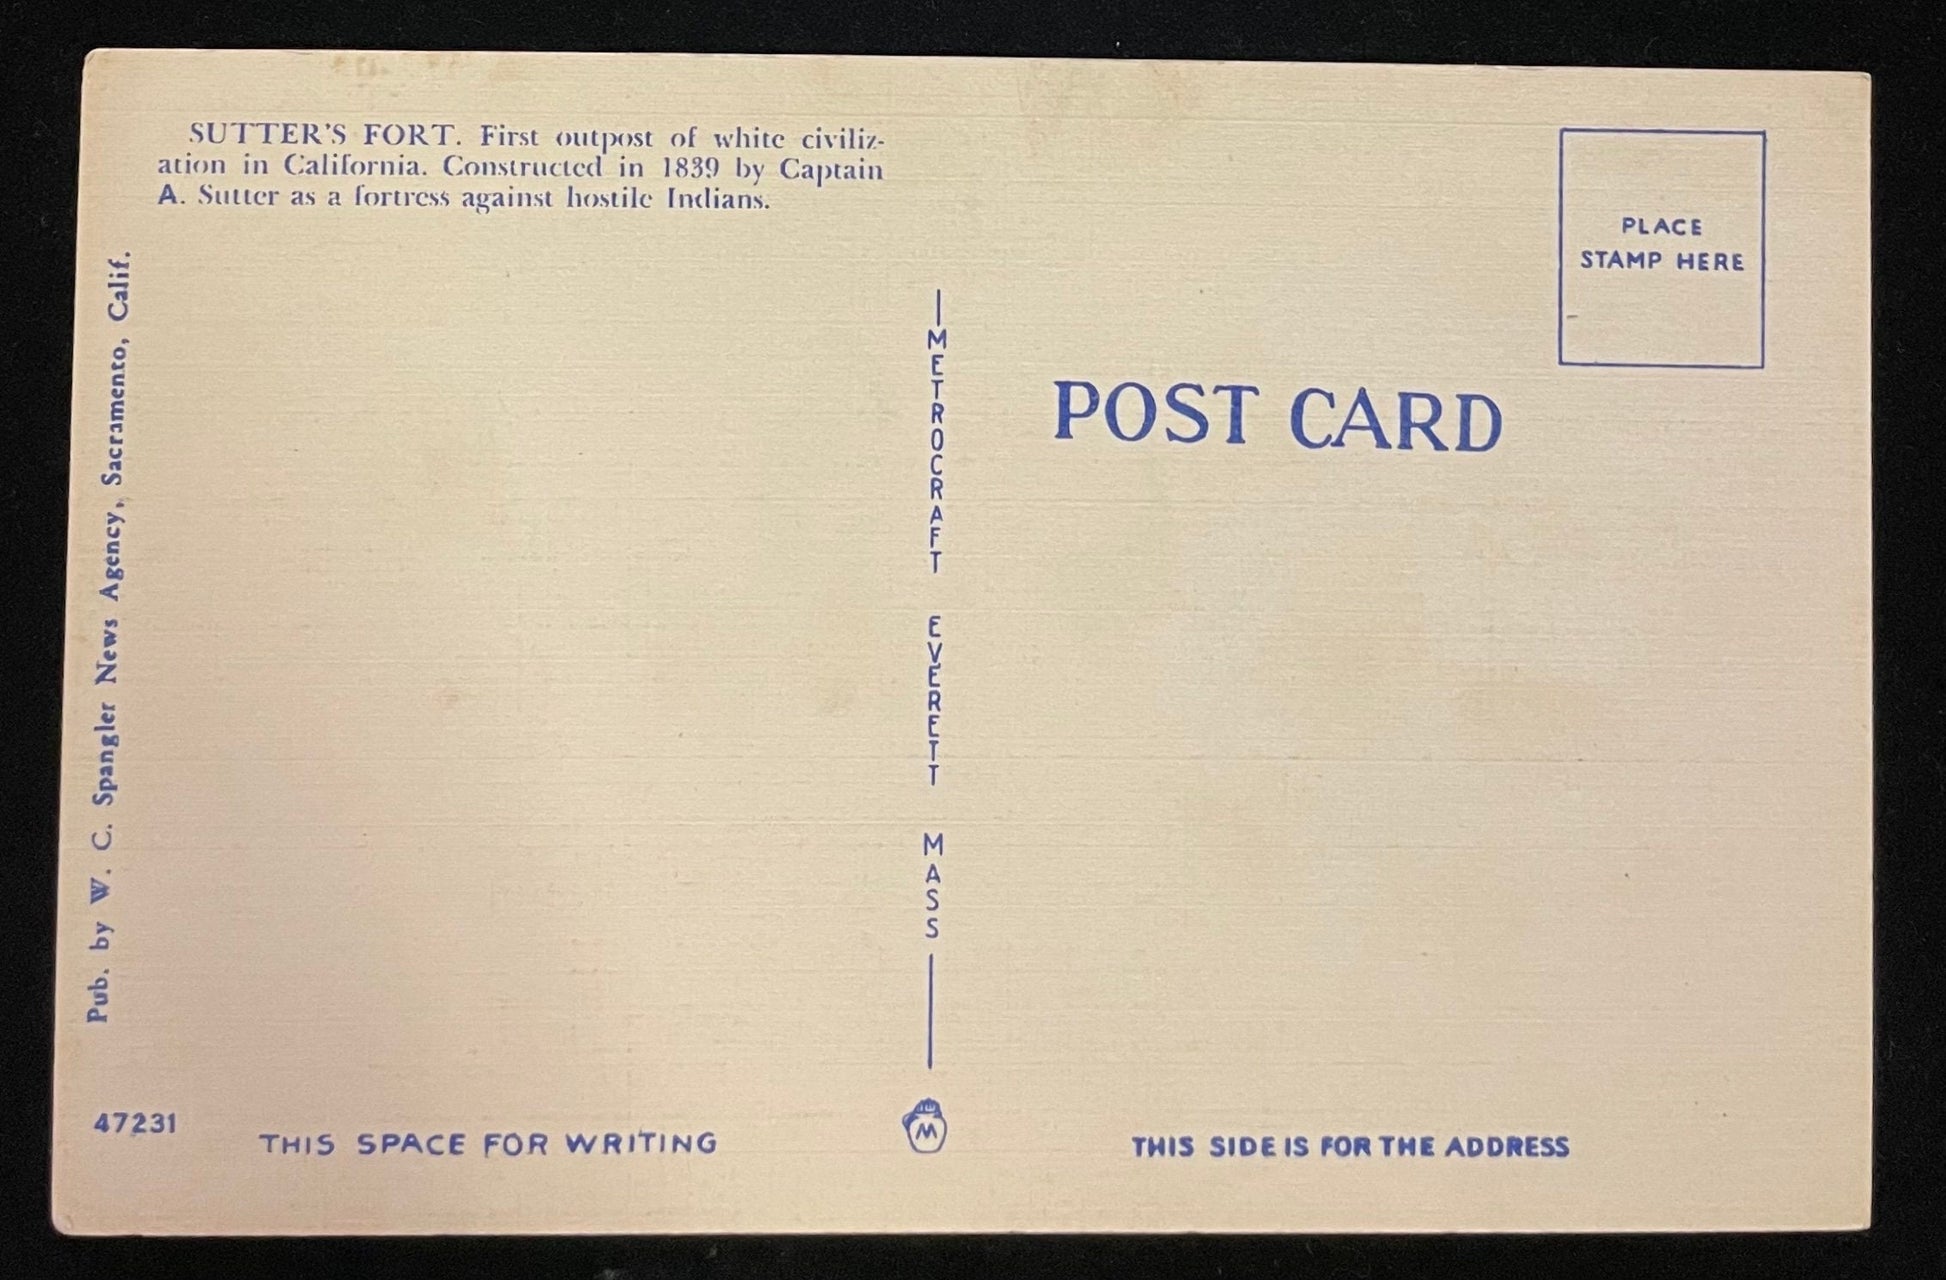 SUTTER'S FORT. First outpost of white civiliz-
ation in California. Constructed in 1839 by Captain
A. Sutter as a fortress against hostile Indians.
Pub. by W. C. Spangler News Agency, Sacramento, Calif.
47231
THIS SPACE FOR WRITING
METROCRAFT EVERETT MASS
M
PLACE
STAMP HERE
POST CARD
THIS SIDE IS FOR THE ADDRESS